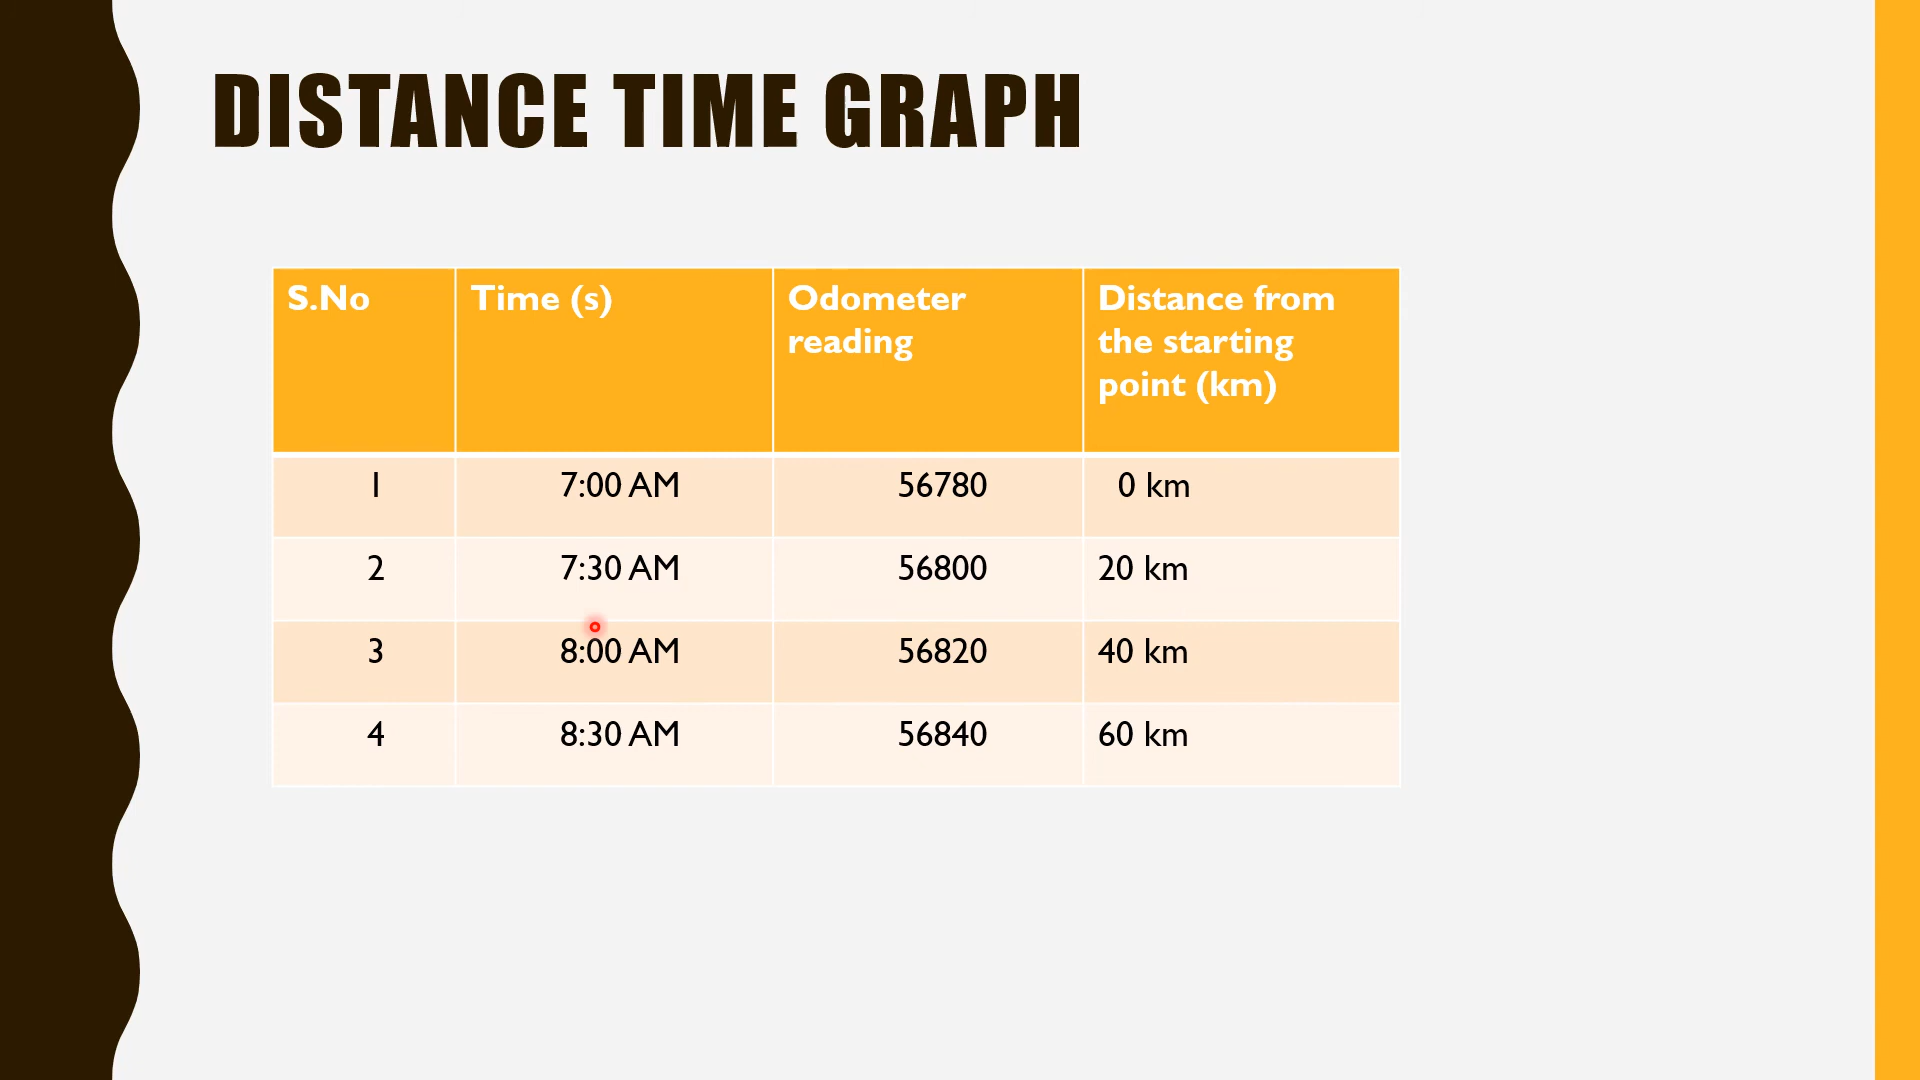 DISTANCE TIME GRAPH
S.No Time (s) Odometer reading Distance from the starting point (km)
1 7:00 AM 56780 0 km
2 7:30 AM 56800 20 km
3 8:00 AM 56820 40 km
4 8:30 AM 56840 60 km